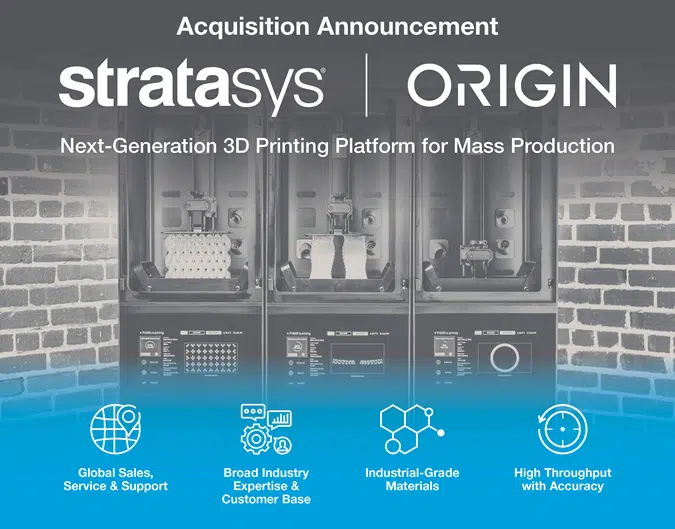 Acquisition Announcement
stratasys | ORIGIN
Next-Generation 3D Printing Platform for Mass Production
Global Sales,
Service & Support
Broad Industry
Expertise &
Customer Base
Industrial-Grade
Materials
High Throughput
with Accuracy